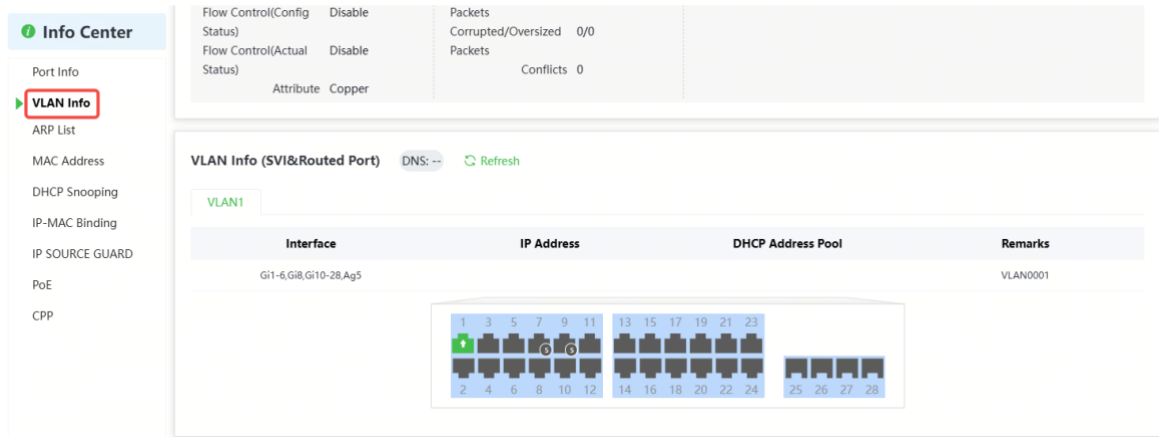 Info Center
Port Info
VLAN Info
ARP List
MAC Address
DHCP Snooping
IP-MAC Binding
IP SOURCE GUARD
PoE
CPP
Flow Control(Config Status) Disable
Flow Control(Actual Status) Disable
Attribute Copper
Packets
Corrupted/Oversized Packets 0/0
Conflicts 0
VLAN Info (SVI&Routed Port) DNS: -- Refresh
VLAN1
Interface IP Address DHCP Address Pool Remarks
Gi1-6,Gi8,Gi10-28,Ag5 VLAN0001
1 3 5 7 9 11 13 15 17 19 21 23
5 5
2 4 6 8 10 12 14 16 18 20 22 24 25 26 27 28